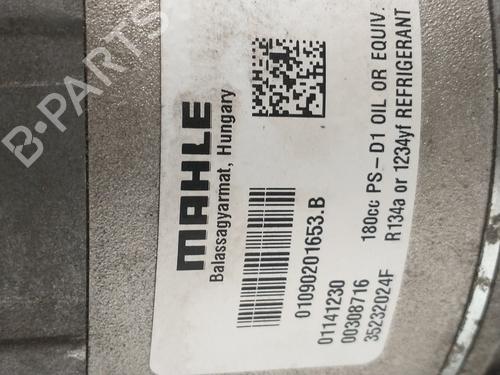 MAHLE
Balassagyarmat, Hungary
01090201653.B
01141230
00308716
35232024F
180cc PS-D1 OIL OR EQUIV.
R134a or 1234yf REFRIGERANT
B-PARTS